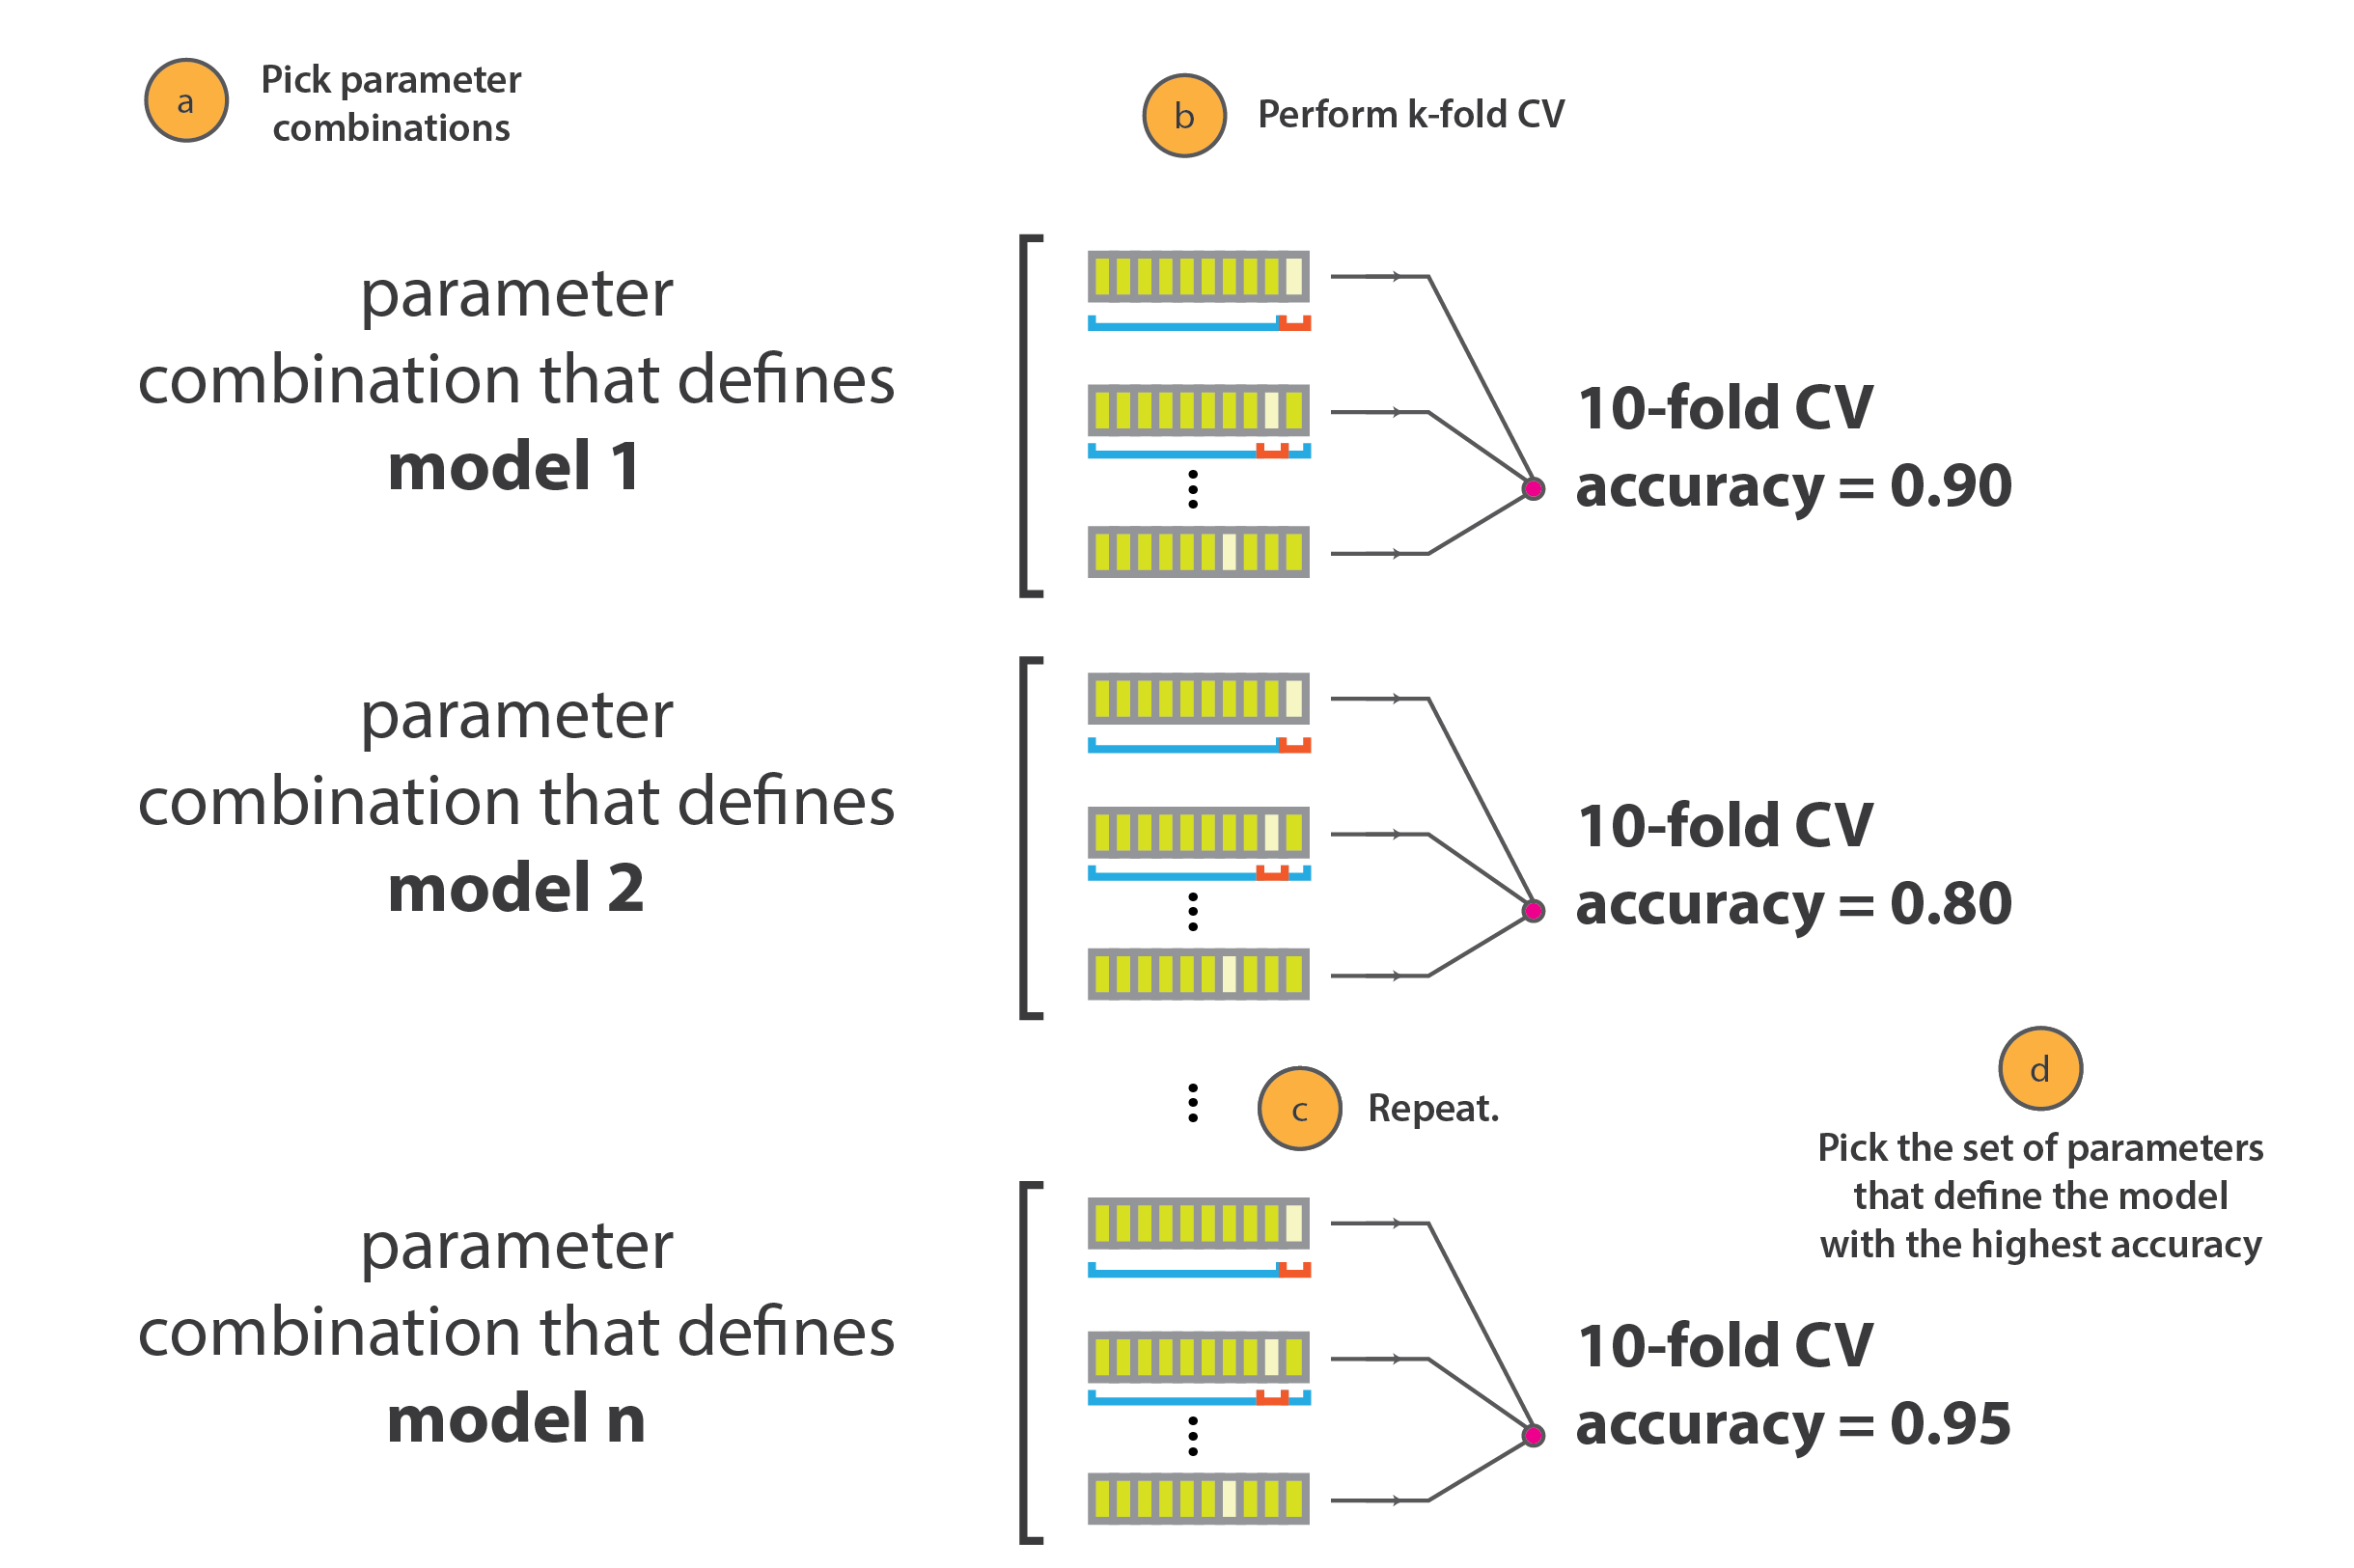 a
Pick parameter
combinations
b
Perform k-fold CV
parameter
combination that defines
model 1
10-fold CV
accuracy = 0.90
parameter
combination that defines
model 2
10-fold CV
accuracy = 0.80
c
Repeat.
d
Pick the set of parameters
that define the model
with the highest accuracy
parameter
combination that defines
model n
10-fold CV
accuracy = 0.95